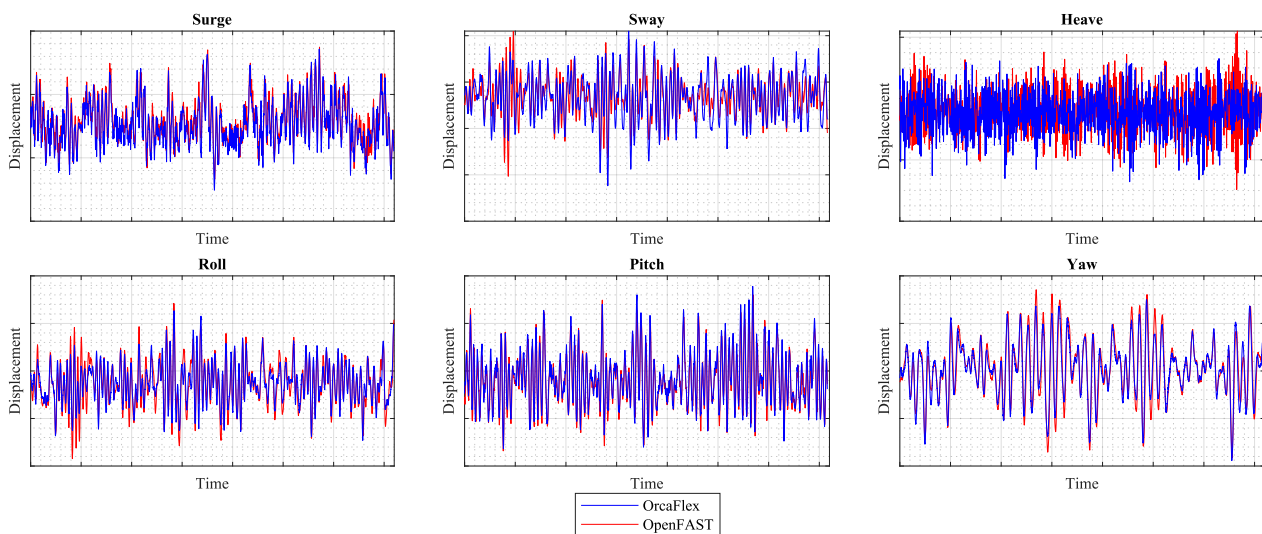 Surge
Sway
Heave
Displacement
Displacement
Displacement
Time
Time
Time
Roll
Pitch
Yaw
Displacement
Displacement
Displacement
Time
Time
Time
OrcaFlex
OpenFAST